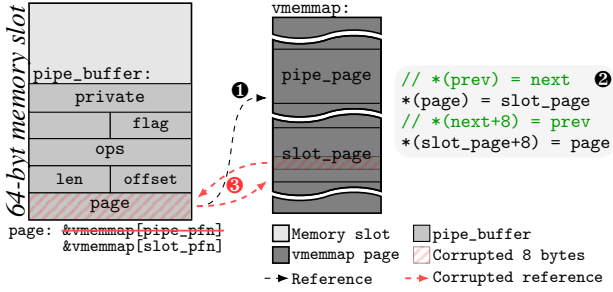 64-byt memory slot
pipe_buffer:
private
flag
ops
len
offset
page
page: &vmemmap[pipe_pfn]
&vmemmap[slot_pfn]
vmemmap:
pipe_page
slot_page
❶
❸
// *(prev) = next ❷
*(page) = slot_page
// *(next+8) = prev
*(slot_page+8) = page
Memory slot
pipe_buffer
vmemmap page
Corrupted 8 bytes
Reference
Corrupted reference